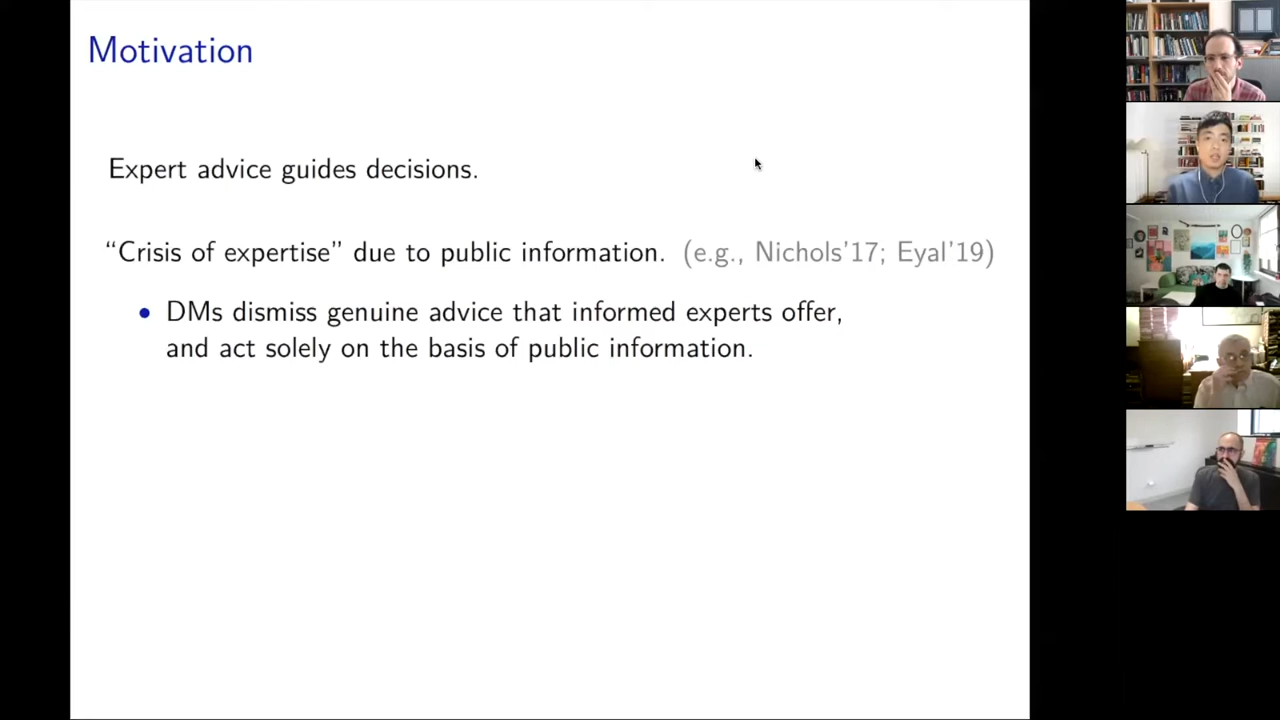 Motivation
Expert advice guides decisions.
“Crisis of expertise” due to public information. (e.g., Nichols’17; Eyal’19)
• DMs dismiss genuine advice that informed experts offer,
and act solely on the basis of public information.